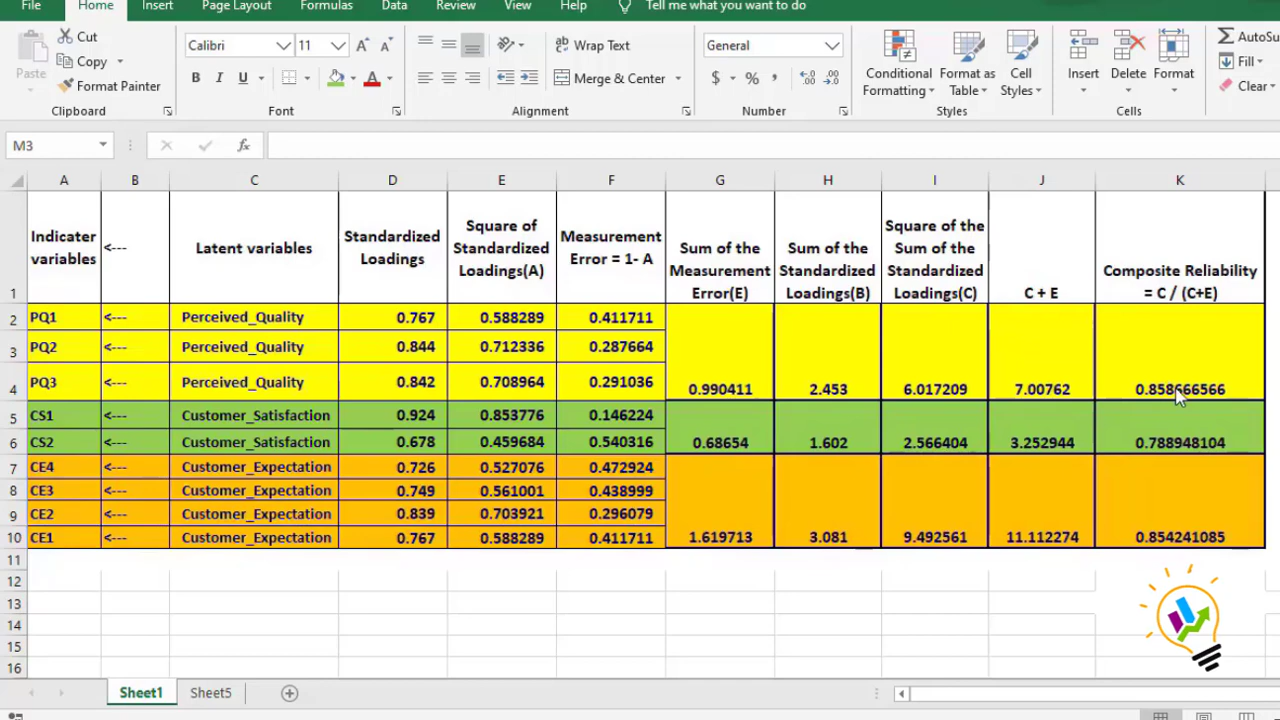 File Home Insert Page Layout Formulas Data Review View Help Tell me what you want to do
Paste Cut Copy Format Painter
Calibri 11
B I U
Wrap Text
Merge & Center
General
$ %
Conditional Formatting
Format as Table
Cell Styles
Insert Delete Format
AutoSu
Fill
Clear
Clipboard Font Alignment Number Styles Cells
M3 fx
A B C D E F G H I J K
1 Indicater variables <--- Latent variables Standardized Loadings Square of Standardized Loadings(A) Measurement Error = 1- A Sum of the Measurement Error(E) Sum of the Standardized Loadings(B) Square of the Sum of the Standardized Loadings(C) C + E Composite Reliability = C / (C+E)
2 PQ1 <--- Perceived_Quality 0.767 0.588289 0.411711
3 PQ2 <--- Perceived_Quality 0.844 0.712336 0.287664
4 PQ3 <--- Perceived_Quality 0.842 0.708964 0.291036 0.990411 2.453 6.017209 7.00762 0.858666566
5 CS1 <--- Customer_Satisfaction 0.924 0.853776 0.146224
6 CS2 <--- Customer_Satisfaction 0.678 0.459684 0.540316 0.68654 1.602 2.566404 3.252944 0.788948104
7 CE4 <--- Customer_Expectation 0.726 0.527076 0.472924
8 CE3 <--- Customer_Expectation 0.749 0.561001 0.438999
9 CE2 <--- Customer_Expectation 0.839 0.703921 0.296079
10 CE1 <--- Customer_Expectation 0.767 0.588289 0.411711 1.619713 3.081 9.492561 11.112274 0.854241085
11
12
13
14
15
16
Sheet1 Sheet5